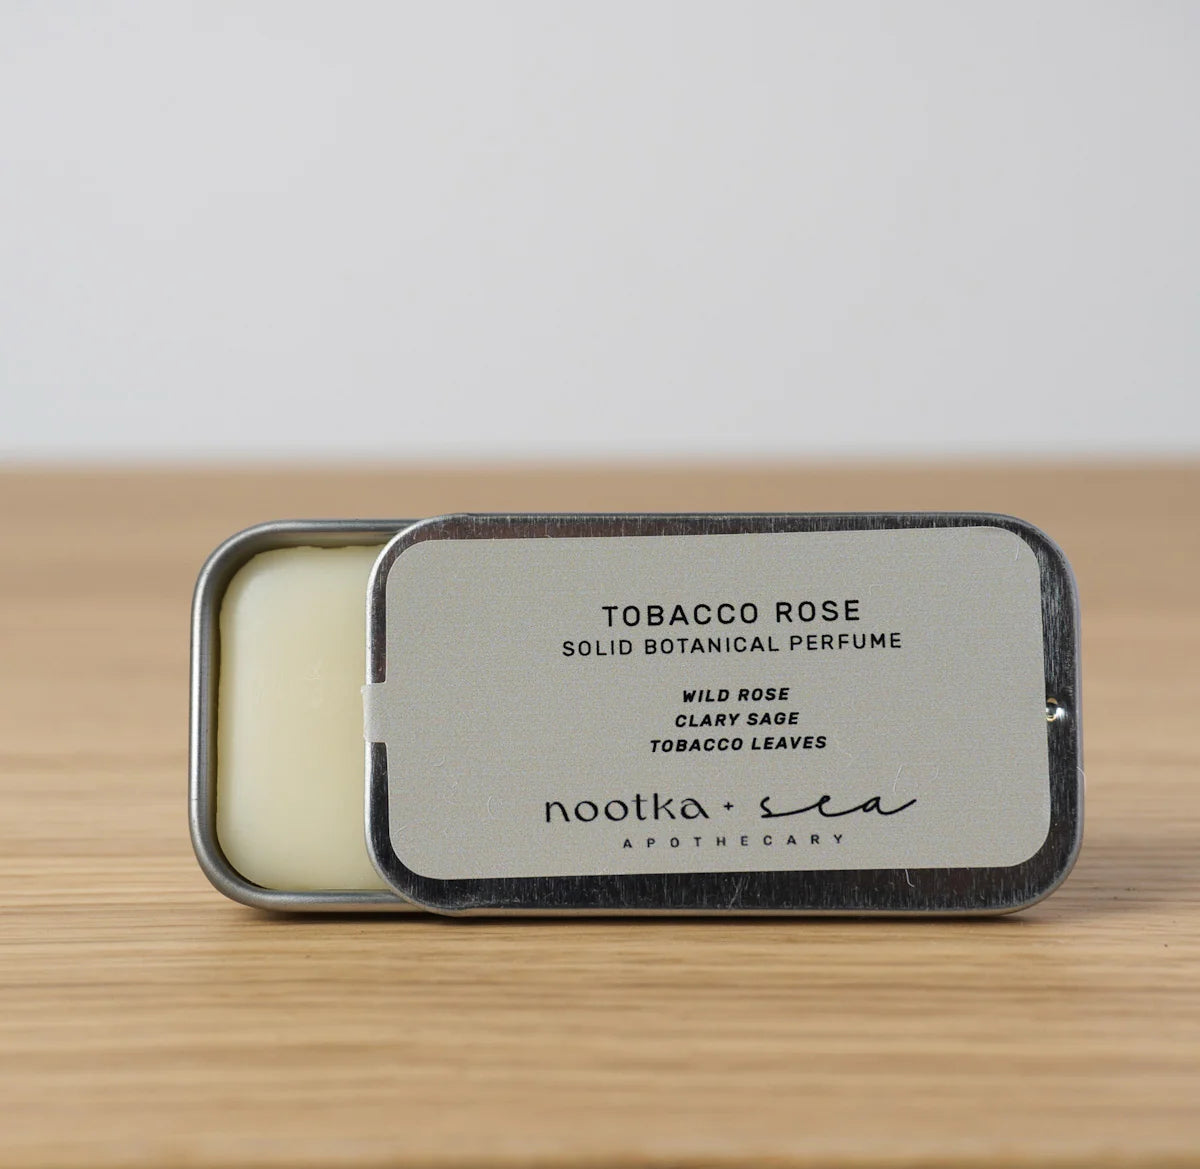 TOBACCO ROSE
SOLID BOTANICAL PERFUME
WILD ROSE
CLARY SAGE
TOBACCO LEAVES
nootka + sea
APOTHECARY